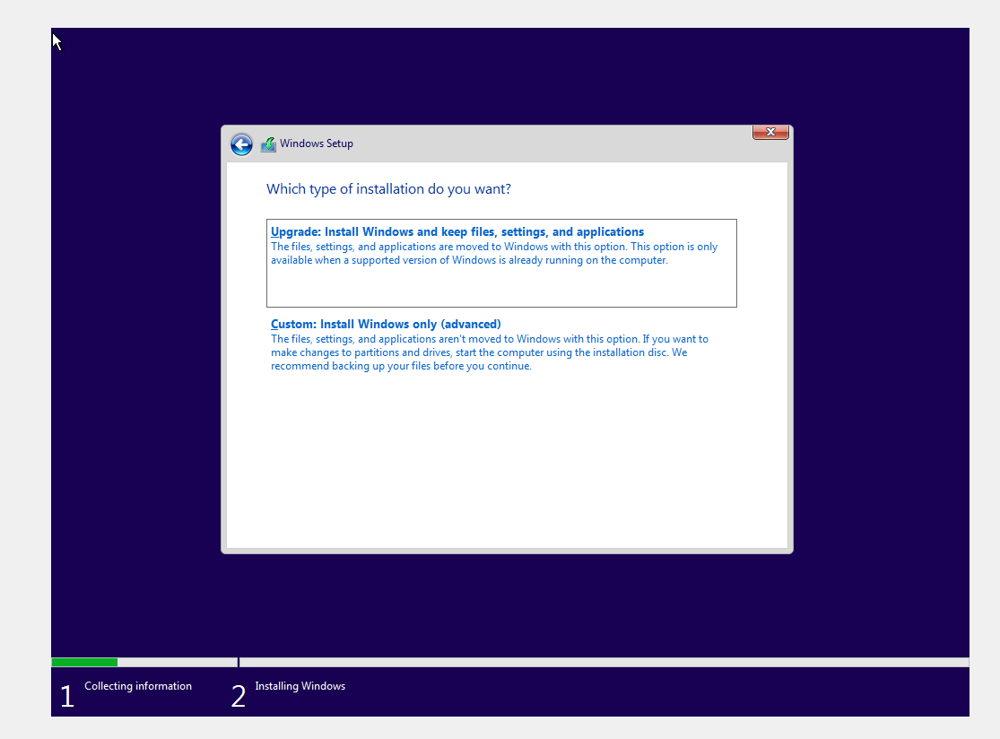 Windows Setup
Which type of installation do you want?
Upgrade: Install Windows and keep files, settings, and applications
The files, settings, and applications are moved to Windows with this option. This option is only
available when a supported version of Windows is already running on the computer.
Custom: Install Windows only (advanced)
The files, settings, and applications aren't moved to Windows with this option. If you want to
make changes to partitions and drives, start the computer using the installation disc. We
recommend backing up your files before you continue.
1 Collecting information
2 Installing Windows